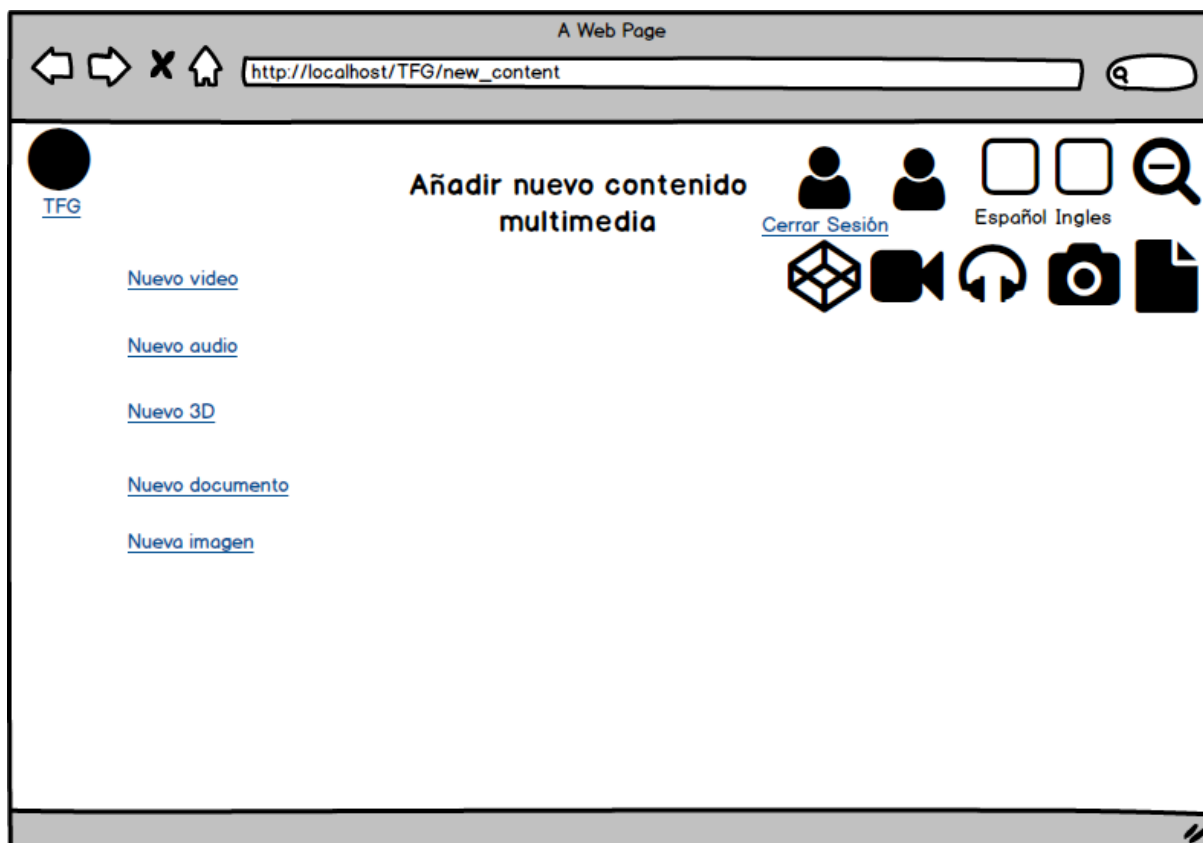 A Web Page
http://localhost/TFG/new_content
TFG
Añadir nuevo contenido
multimedia
Cerrar Sesión
Español Ingles
Nuevo video
Nuevo audio
Nuevo 3D
Nuevo documento
Nueva imagen